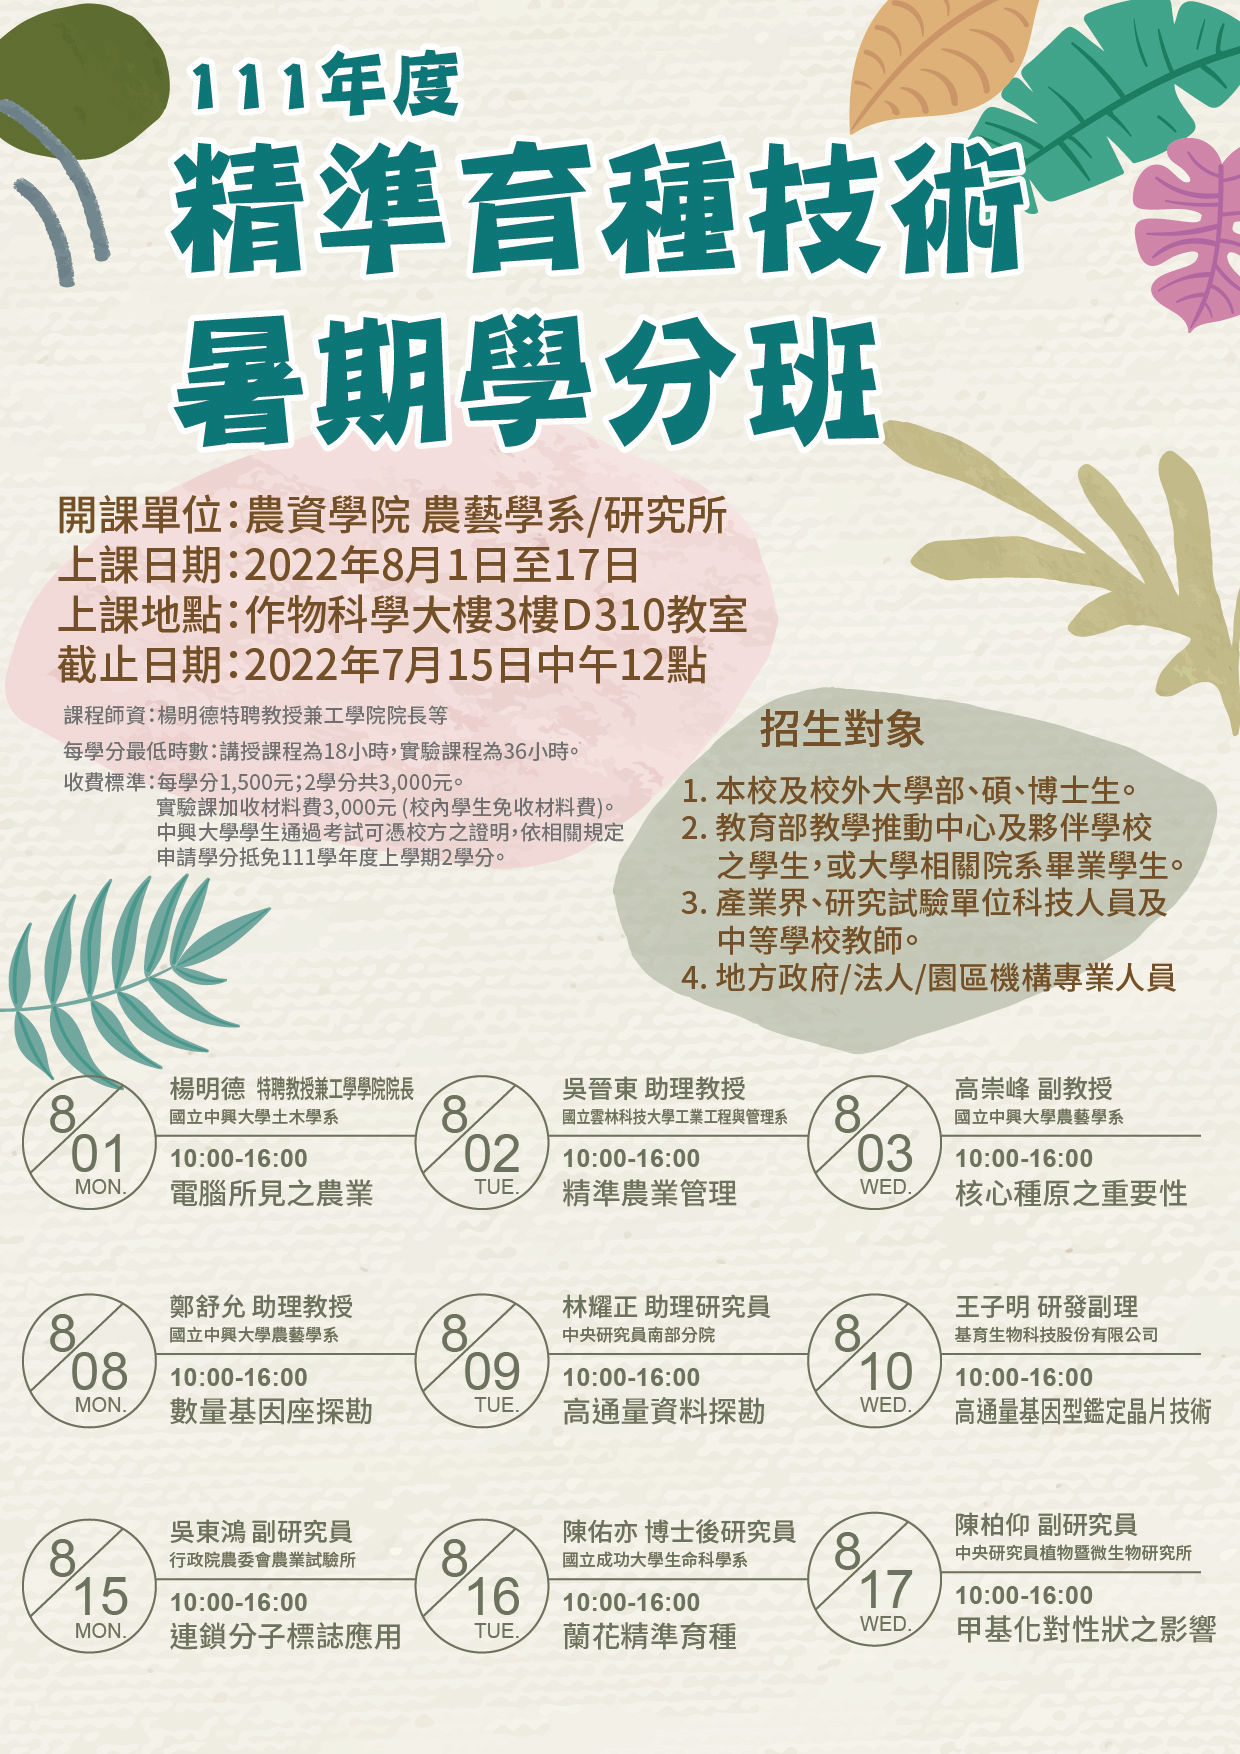 111年度
精準育種技術
暑期學分班
開課單位：農資學院 農藝學系/研究所
上課日期：2022年8月1日至17日
上課地點：作物科學大樓3樓D310教室
截止日期：2022年7月15日中午12點
課程師資：楊明德特聘教授兼工學院院長等
每學分最低時數：講授課程為18小時，實驗課程為36小時。
收費標準：每學分1,500元；2學分共3,000元。
實驗課加收材料費3,000元 (校內學生免收材料費)。
中興大學學生通過考試可憑校方之證明，依相關規定
申請學分抵免111學年度上學期2學分。
招生對象
1. 本校及校外大學部、碩、博士生。
2. 教育部教學推動中心及夥伴學校
之學生，或大學相關院系畢業學生。
3. 產業界、研究試驗單位科技人員及
中等學校教師。
4. 地方政府/法人/園區機構專業人員
8/01 MON.
楊明德 特聘教授兼工學學院院長
國立中興大學土木學系
10:00-16:00
電腦所見之農業
8/02 TUE.
吳晉東 助理教授
國立雲林科技大學工業工程與管理系
10:00-16:00
精準農業管理
8/03 WED.
高崇峰 副教授
國立中興大學農藝學系
10:00-16:00
核心種原之重要性
8/08 MON.
鄭舒允 助理教授
國立中興大學農藝學系
10:00-16:00
數量基因座探勘
8/09 TUE.
林耀正 助理研究員
中央研究員南部分院
10:00-16:00
高通量資料探勘
8/10 WED.
王子明 研發副理
基育生物科技股份有限公司
10:00-16:00
高通量基因型鑑定晶片技術
8/15 MON.
吳東鴻 副研究員
行政院農委會農業試驗所
10:00-16:00
連鎖分子標誌應用
8/16 TUE.
陳佑亦 博士後研究員
國立成功大學生命科學系
10:00-16:00
蘭花精準育種
8/17 WED.
陳柏仰 副研究員
中央研究員植物暨微生物研究所
10:00-16:00
甲基化對性狀之影響